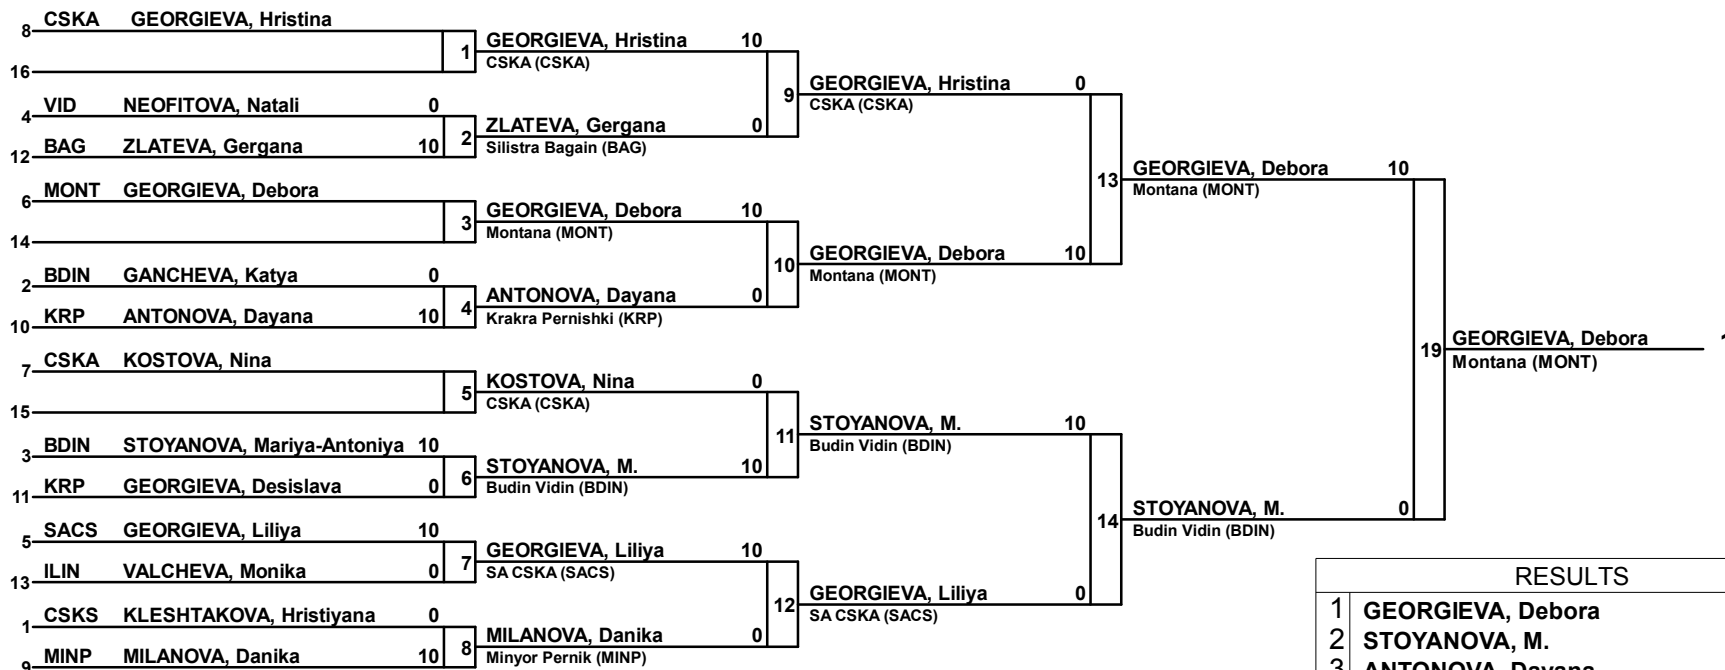 8 CSKA GEORGIEVA, Hristina
16
1 GEORGIEVA, Hristina 10
CSKA (CSKA)
4 VID NEOFITOVA, Natali 0
12 BAG ZLATEVA, Gergana 10
2 ZLATEVA, Gergana 0
Silistra Bagain (BAG)
9 GEORGIEVA, Hristina 0
CSKA (CSKA)
6 MONT GEORGIEVA, Debora
14
3 GEORGIEVA, Debora 10
Montana (MONT)
2 BDIN GANCHEVA, Katya 0
10 KRP ANTONOVA, Dayana 10
4 ANTONOVA, Dayana 0
Krakra Pernishki (KRP)
10 GEORGIEVA, Debora 10
Montana (MONT)
13 GEORGIEVA, Debora 10
Montana (MONT)
7 CSKA KOSTOVA, Nina
15
5 KOSTOVA, Nina 0
CSKA (CSKA)
3 BDIN STOYANOVA, Mariya-Antoniya 10
11 KRP GEORGIEVA, Desislava 0
6 STOYANOVA, M. 10
Budin Vidin (BDIN)
11 STOYANOVA, M. 10
Budin Vidin (BDIN)
5 SACS GEORGIEVA, Liliya 10
13 ILIN VALCHEVA, Monika 0
7 GEORGIEVA, Liliya 10
SA CSKA (SACS)
1 CSKS KLESHTAKOVA, Hristiyana 0
9 MINP MILANOVA, Danika 10
8 MILANOVA, Danika 0
Minyor Pernik (MINP)
12 GEORGIEVA, Liliya 0
SA CSKA (SACS)
14 STOYANOVA, M. 0
Budin Vidin (BDIN)
19 GEORGIEVA, Debora
Montana (MONT)
RESULTS
1 GEORGIEVA, Debora
2 STOYANOVA, M.
3 ANTONOVA, Dayana